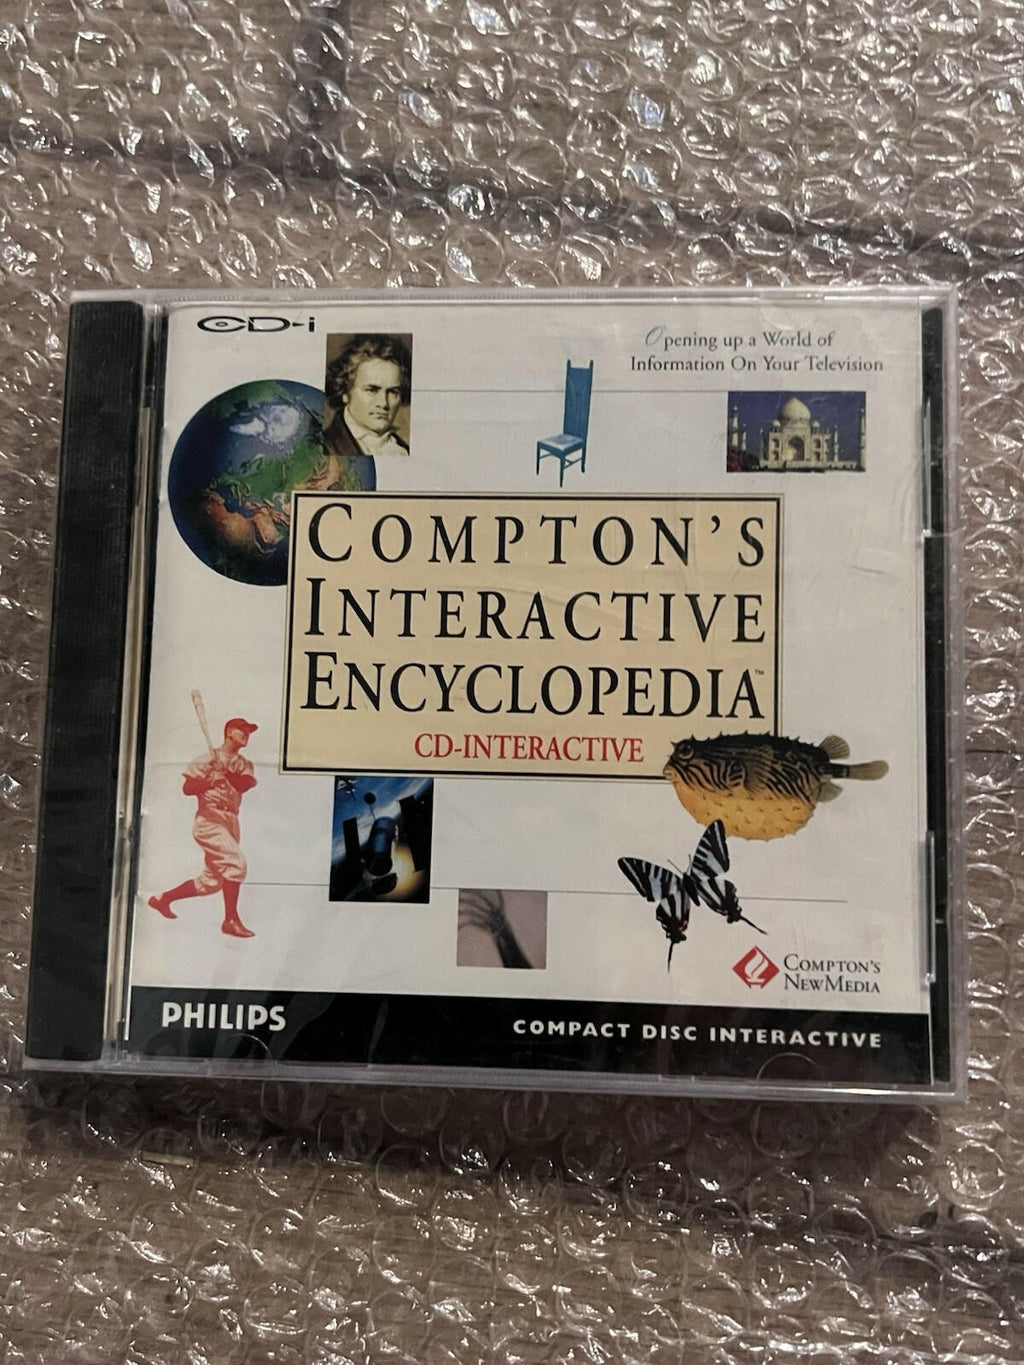 CD-i
Opening up a World of
Information On Your Television
COMPTON'S
INTERACTIVE
ENCYCLOPEDIA™
CD-INTERACTIVE
COMPTON'S
NEWMEDIA
PHILIPS
COMPACT DISC INTERACTIVE